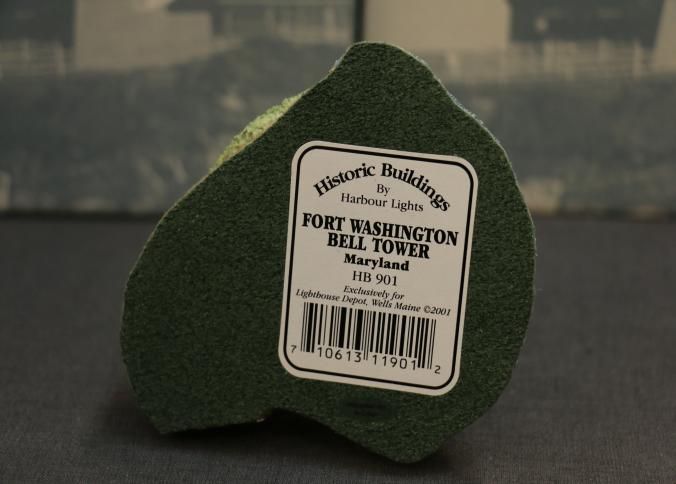 Historic Buildings
By
Harbour Lights
FORT WASHINGTON
BELL TOWER
Maryland
HB 901
Exclusively for
Lighthouse Depot, Wells Maine ©2001
7 10613 11901 2